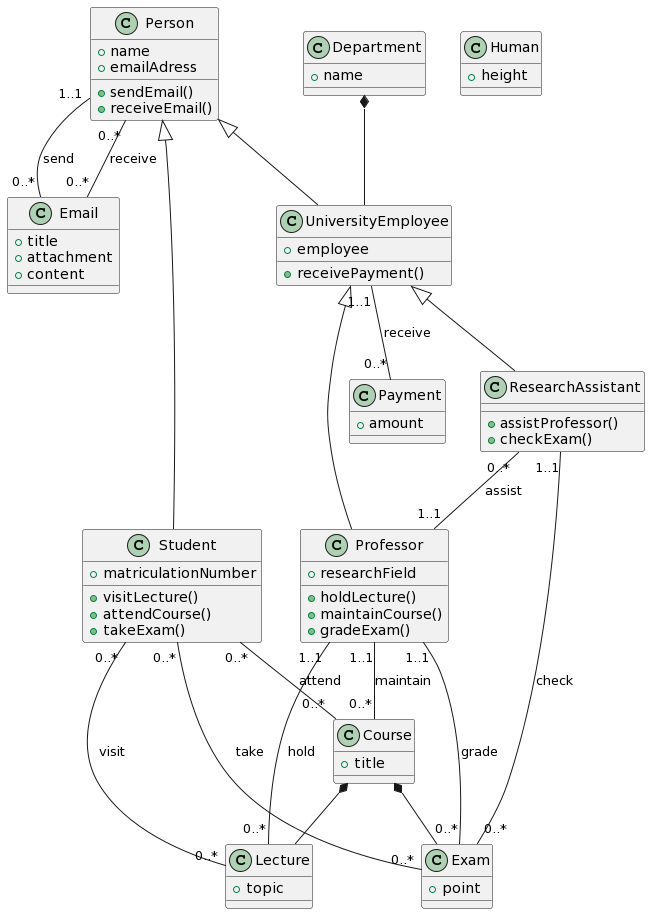 C Person
name
emailAdress
sendEmail()
receiveEmail()
C Department
name
C Human
height
1..1
0..*
send
receive
0..*
0..*
C Email
title
attachment
content
C UniversityEmployee
employee
receivePayment()
1..1
receive
0..*
C Payment
amount
C ResearchAssistant
assistProfessor()
checkExam()
0..*
1..1
assist
1..1
C Student
matriculationNumber
visitLecture()
attendCourse()
takeExam()
C Professor
researchField
holdLecture()
maintainCourse()
gradeExam()
0..*
0..*
0..*
1..1
1..1
1..1
attend
maintain
check
0..*
0..*
C Course
title
visit
take
hold
grade
0..*
0..*
0..*
0..*
0..*
C Lecture
topic
C Exam
point